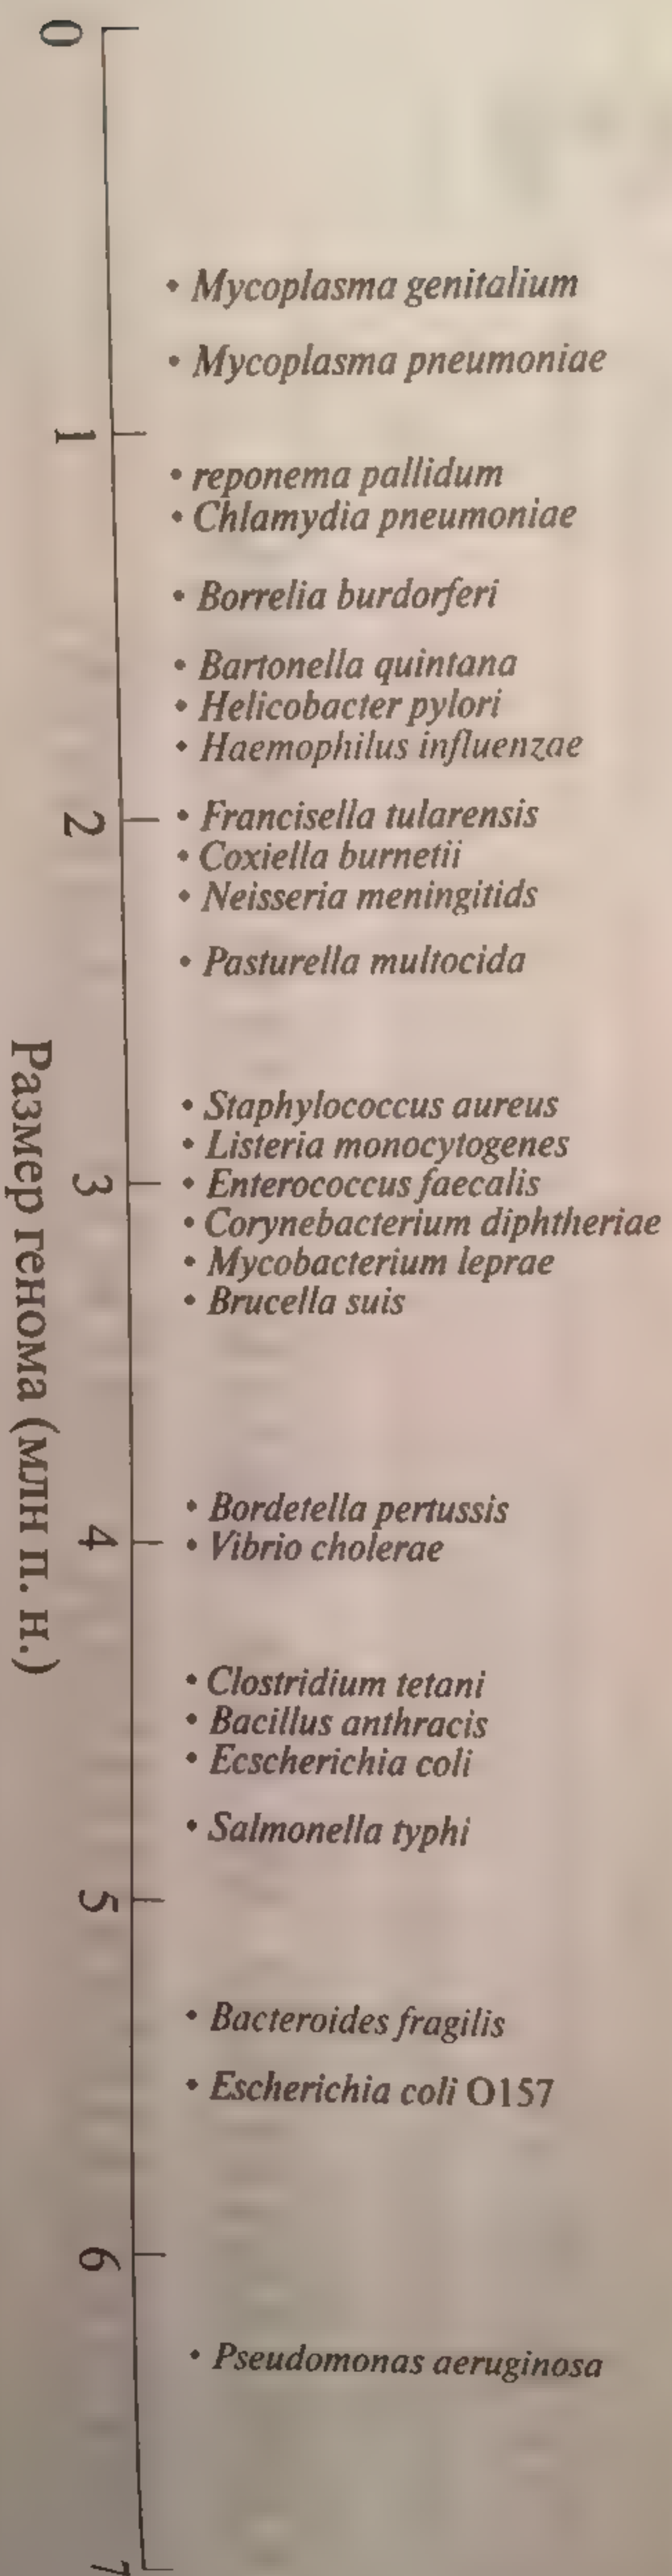 0
• Mycoplasma genitalium
• Mycoplasma pneumoniae
1
• reponema pallidum
• Chlamydia pneumoniae
• Borrelia burdorferi
• Bartonella quintana
• Helicobacter pylori
• Haemophilus influenzae
2
• Francisella tularensis
• Coxiella burnetii
• Neisseria meningitids
• Pasturella multocida
Размер генома (млн п. н.)
• Staphylococcus aureus
• Listeria monocytogenes
3
• Enterococcus faecalis
• Corynebacterium diphtheriae
• Mycobacterium leprae
• Brucella suis
• Bordetella pertussis
4
• Vibrio cholerae
• Clostridium tetani
• Bacillus anthracis
• Ecscherichia coli
• Salmonella typhi
5
• Bacteroides fragilis
• Escherichia coli O157
6
• Pseudomonas aeruginosa
7